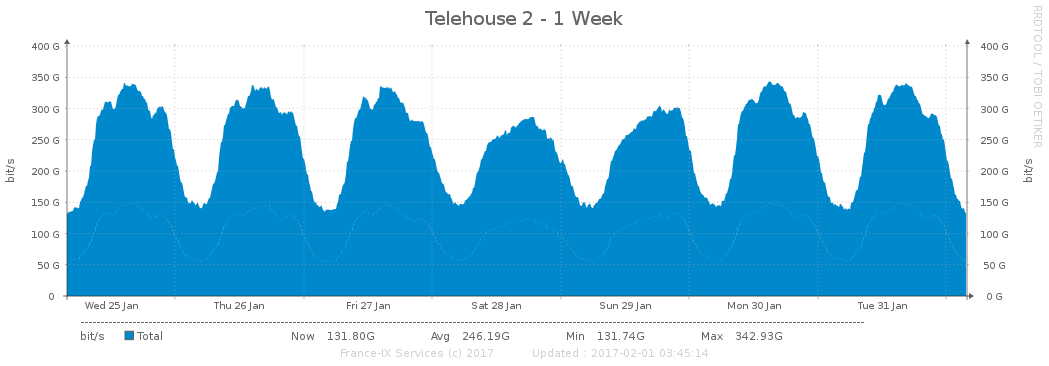 Telehouse 2 - 1 Week
RRDTOOL / TOBI OETIKER
400 G 400 G
350 G 350 G
300 G 300 G
250 G 250 G
200 G 200 G
150 G 150 G
100 G 100 G
50 G 50 G
0 0 G
bit/s bit/s
Wed 25 Jan Thu 26 Jan Fri 27 Jan Sat 28 Jan Sun 29 Jan Mon 30 Jan Tue 31 Jan
bit/s Total Now 131.80G Avg 246.19G Min 131.74G Max 342.93G
France-IX Services (c) 2017 Updated : 2017-02-01 03:45:14